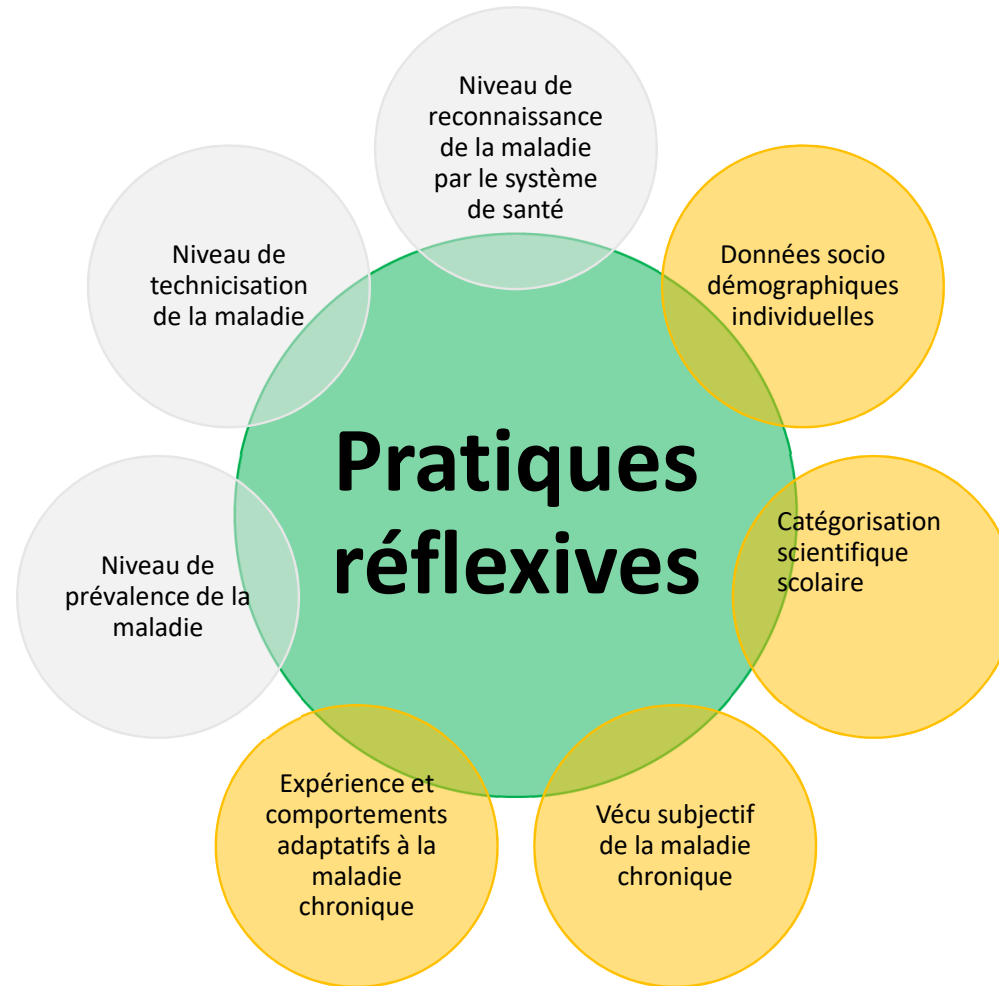 Niveau de
reconnaissance
de la maladie
par le système
de santé
Données socio
démographiques
individuelles
Catégorisation
scientifique
scolaire
Vécu subjectif
de la maladie
chronique
Expérience et
comportements
adaptatifs à la
maladie
chronique
Niveau de
prévalence de la
maladie
Niveau de
technicisation
de la maladie
Pratiques
réflexives